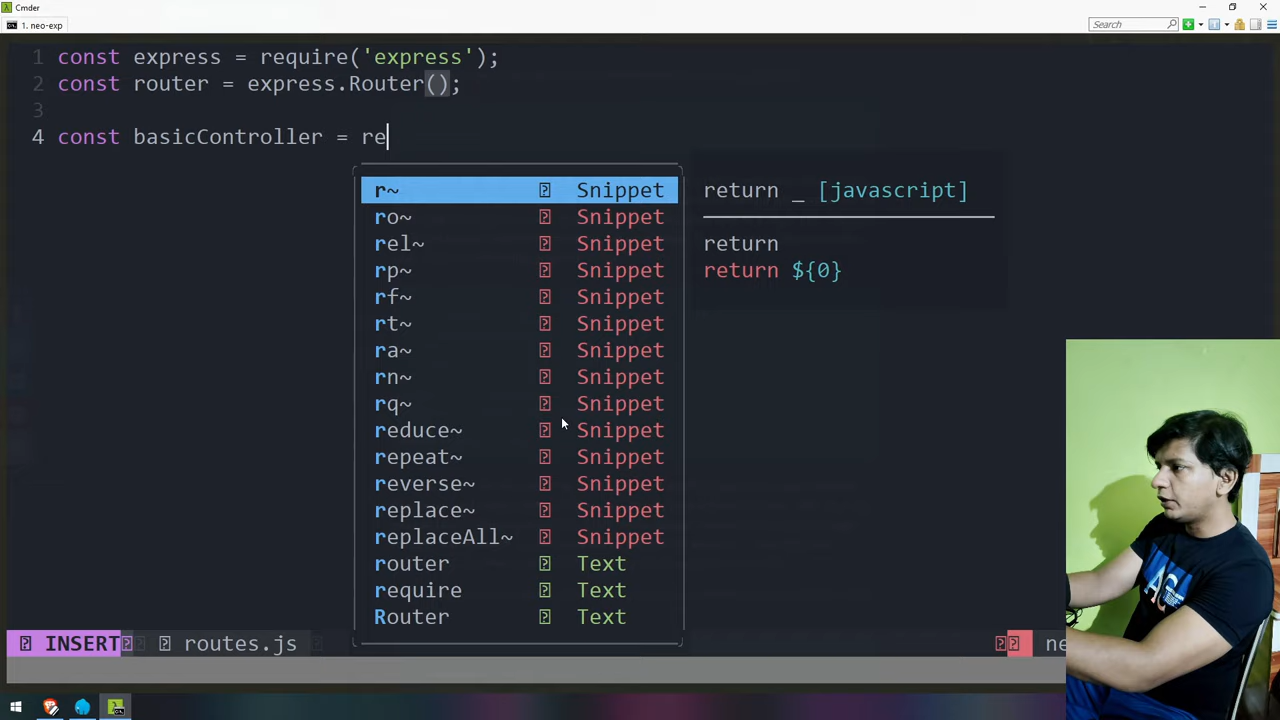 Cmder
1. neo-exp
Search
1 const express = require('express');
2 const router = express.Router();
3
4 const basicController = re
r~ Snippet return _ [javascript]
ro~ Snippet
rel~ Snippet return
rp~ Snippet return ${0}
rf~ Snippet
rt~ Snippet
ra~ Snippet
rn~ Snippet
rq~ Snippet
reduce~ Snippet
repeat~ Snippet
reverse~ Snippet
replace~ Snippet
replaceAll~ Snippet
router Text
require Text
Router Text
INSERT routes.js ne